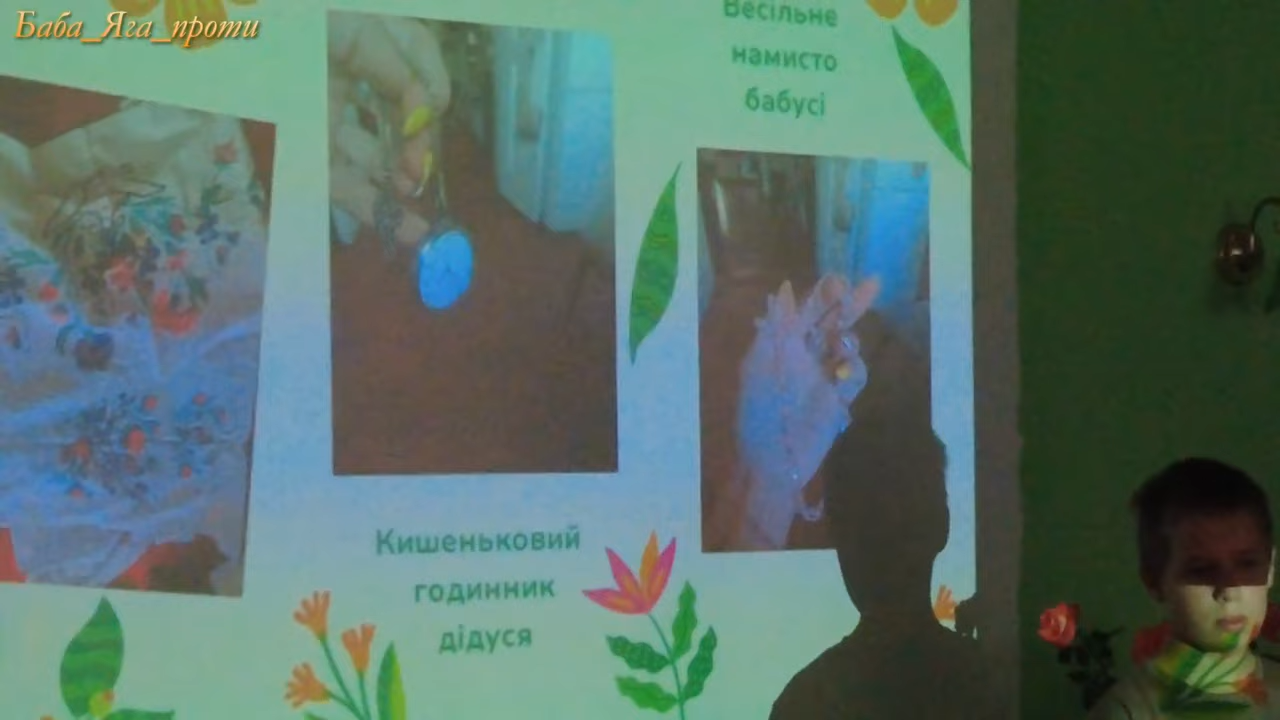 Баба_Яга_проти
Весільне
намисто
бабусі
Кишеньковий
годинник
дідуся